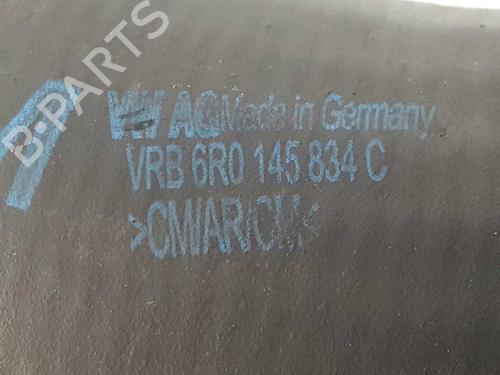 B-PARTS
VW AG Made in Germany
VRB 6R0 145 834 C
>CM/AR/CM<